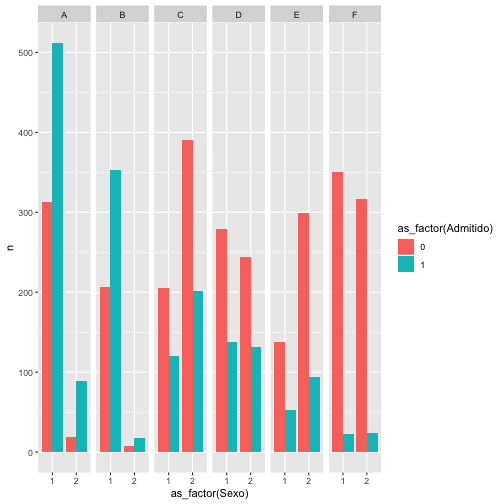 A B C D E F
500
400
300
200
100
0
n
1 2 1 2 1 2 1 2 1 2 1 2
as_factor(Sexo)
as_factor(Admitido)
0
1